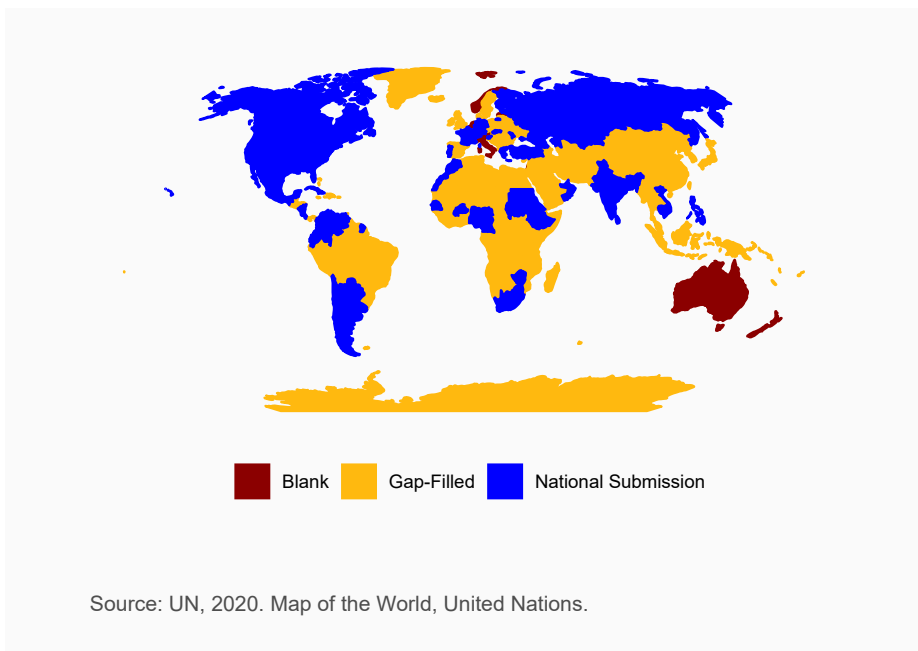 Blank
Gap-Filled
National Submission
Source: UN, 2020. Map of the World, United Nations.